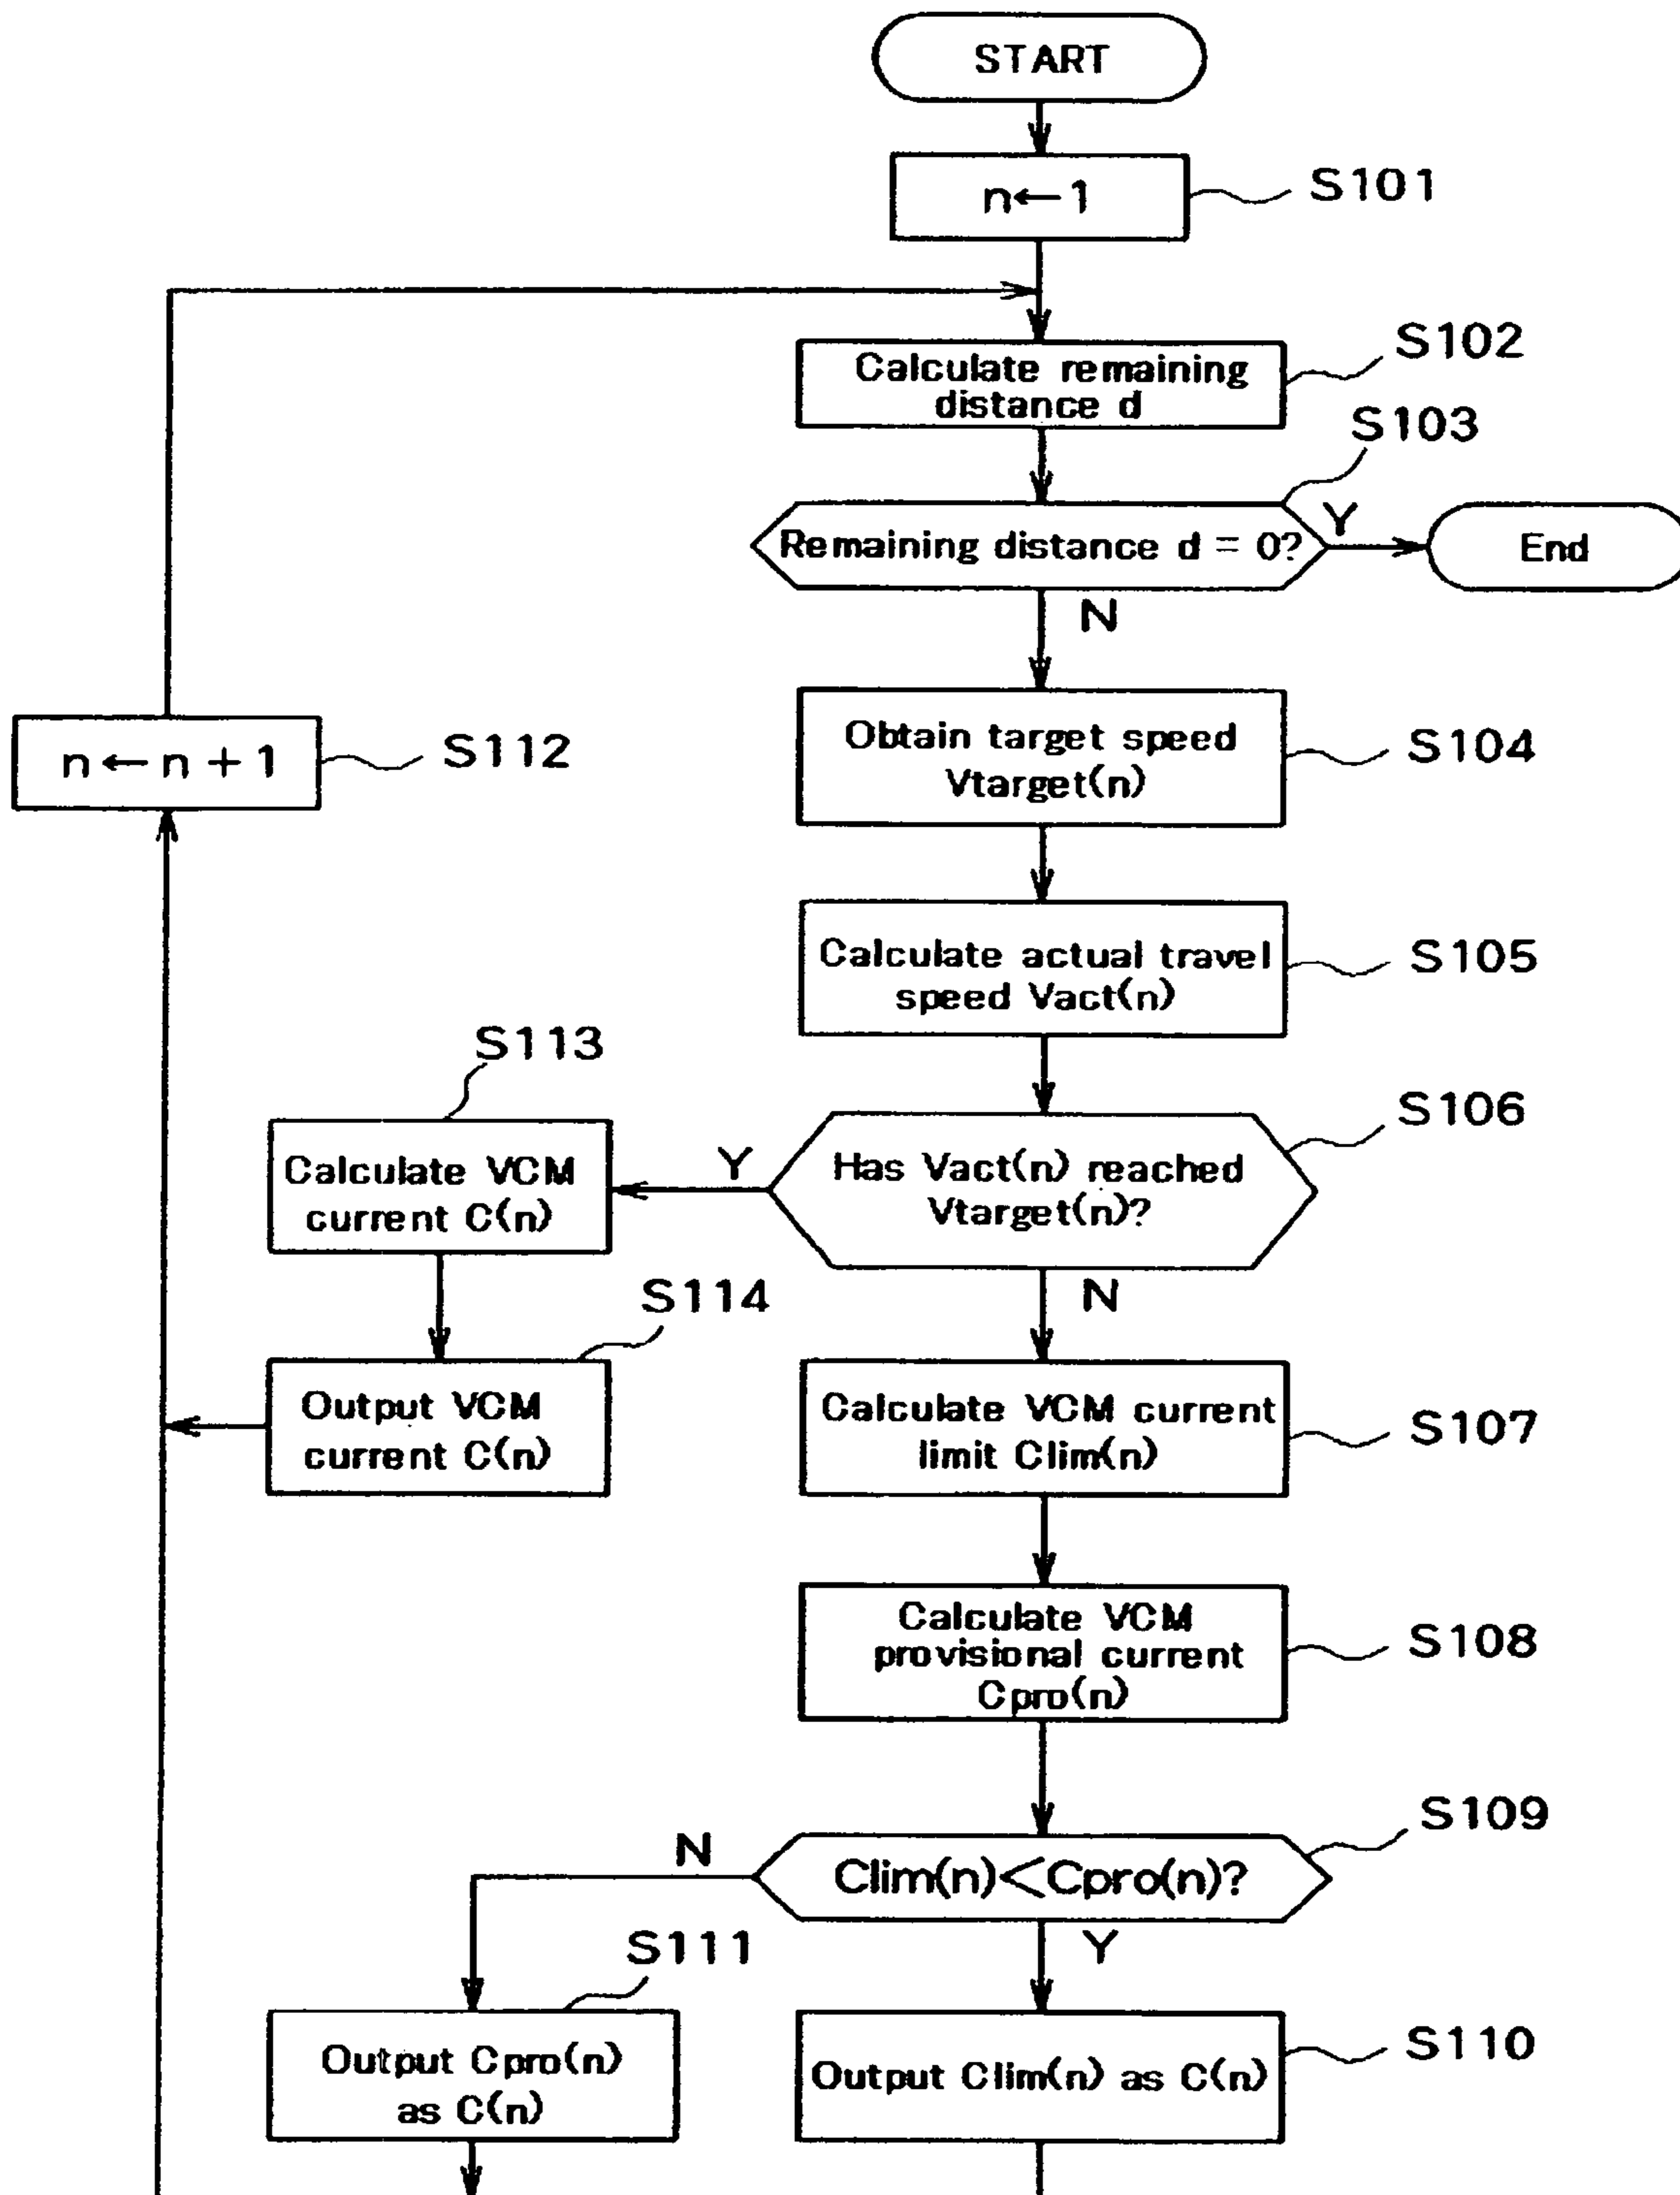 START
n←1
S101
S102
Calculate remaining
distance d
S103
Remaining distance d = 0?
Y
End
N
n←n+1
S112
Obtain target speed
Vtarget(n)
S104
Calculate actual travel
speed Vact(n)
S105
S113
S106
Calculate VCM
current C(n)
Y
Has Vact(n) reached
Vtarget(n)?
N
S114
Output VCM
current C(n)
Calculate VCM current
limit Clim(n)
S107
Calculate VCM
provisional current
Cpro(n)
S108
S109
N
Clim(n)<Cpro(n)?
Y
S111
Output Cpro(n)
as C(n)
Output Clim(n) as C(n)
S110